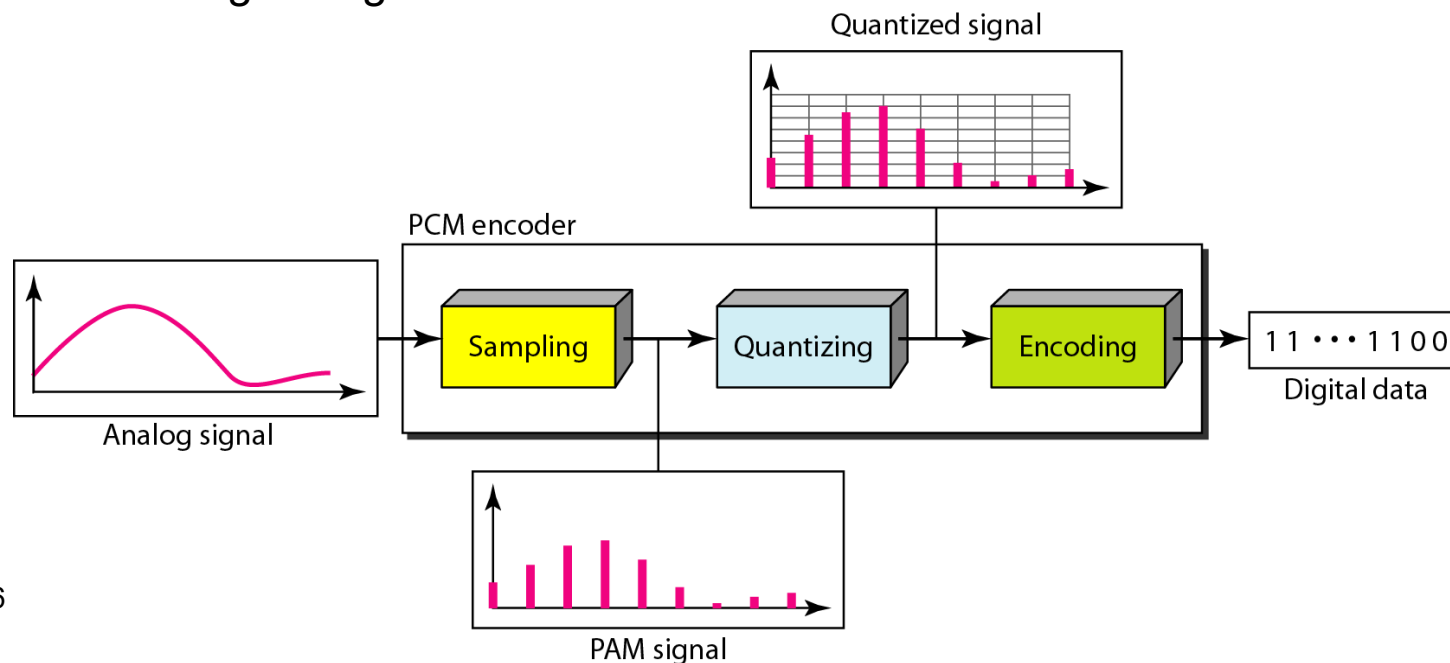 Quantized signal
PCM encoder
Sampling
Quantizing
Encoding
11 ••• 1100
Digital data
Analog signal
PAM signal